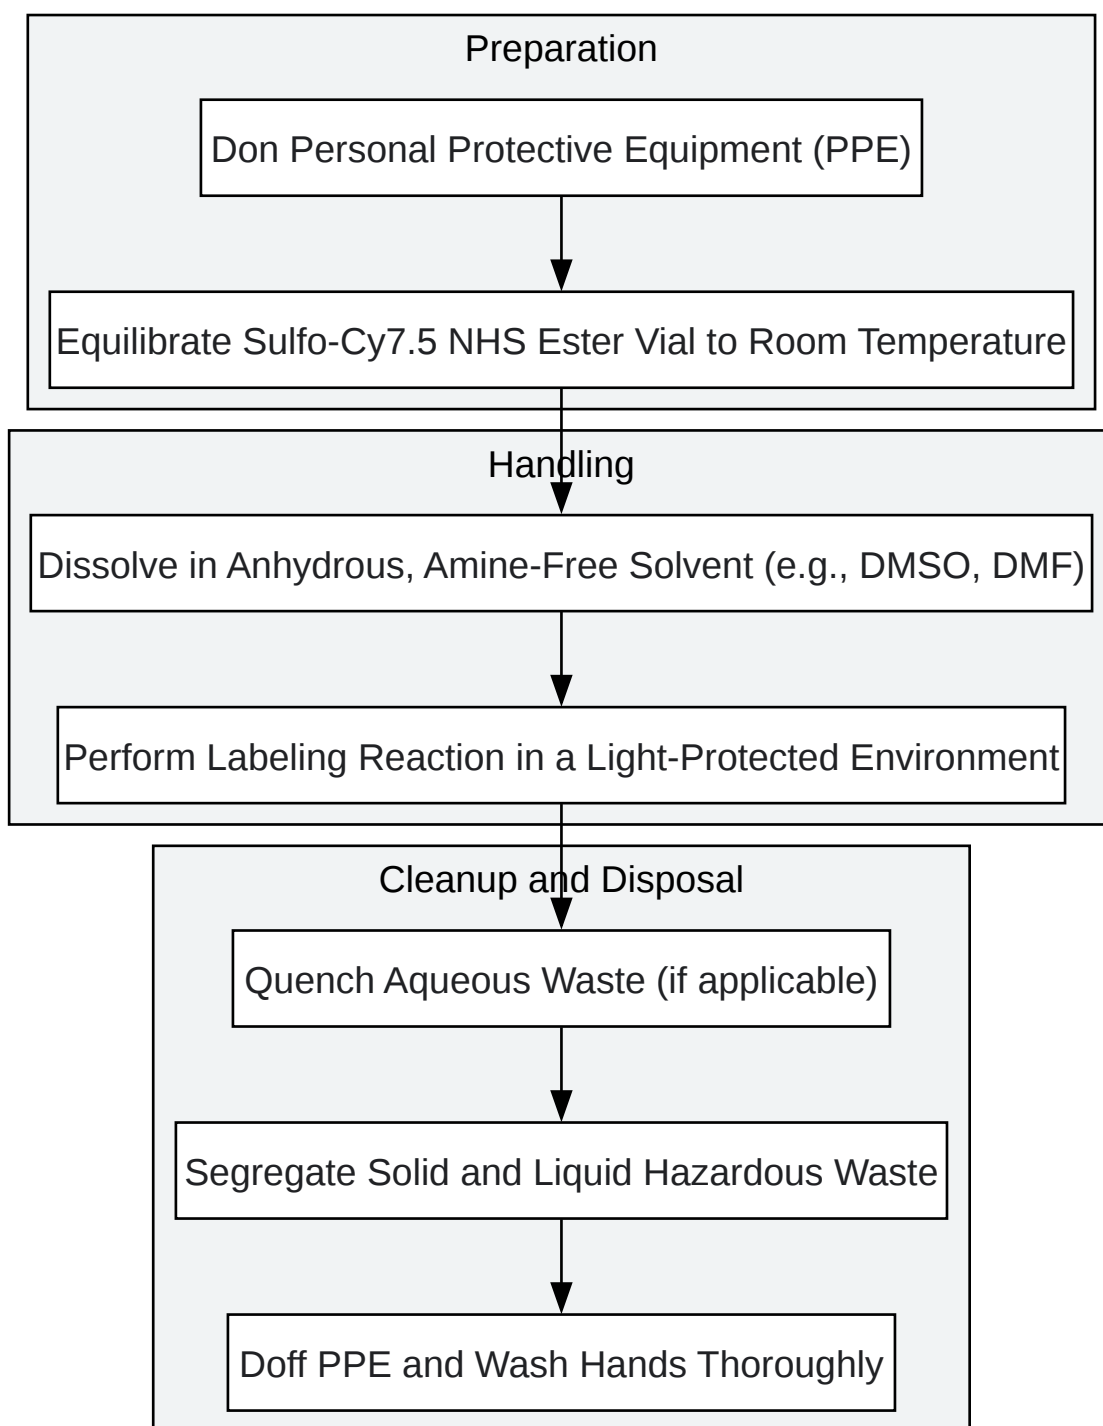 Preparation
Don Personal Protective Equipment (PPE)
Equilibrate Sulfo-Cy7.5 NHS Ester Vial to Room Temperature
Handling
Dissolve in Anhydrous, Amine-Free Solvent (e.g., DMSO, DMF)
Perform Labeling Reaction in a Light-Protected Environment
Cleanup and Disposal
Quench Aqueous Waste (if applicable)
Segregate Solid and Liquid Hazardous Waste
Doff PPE and Wash Hands Thoroughly